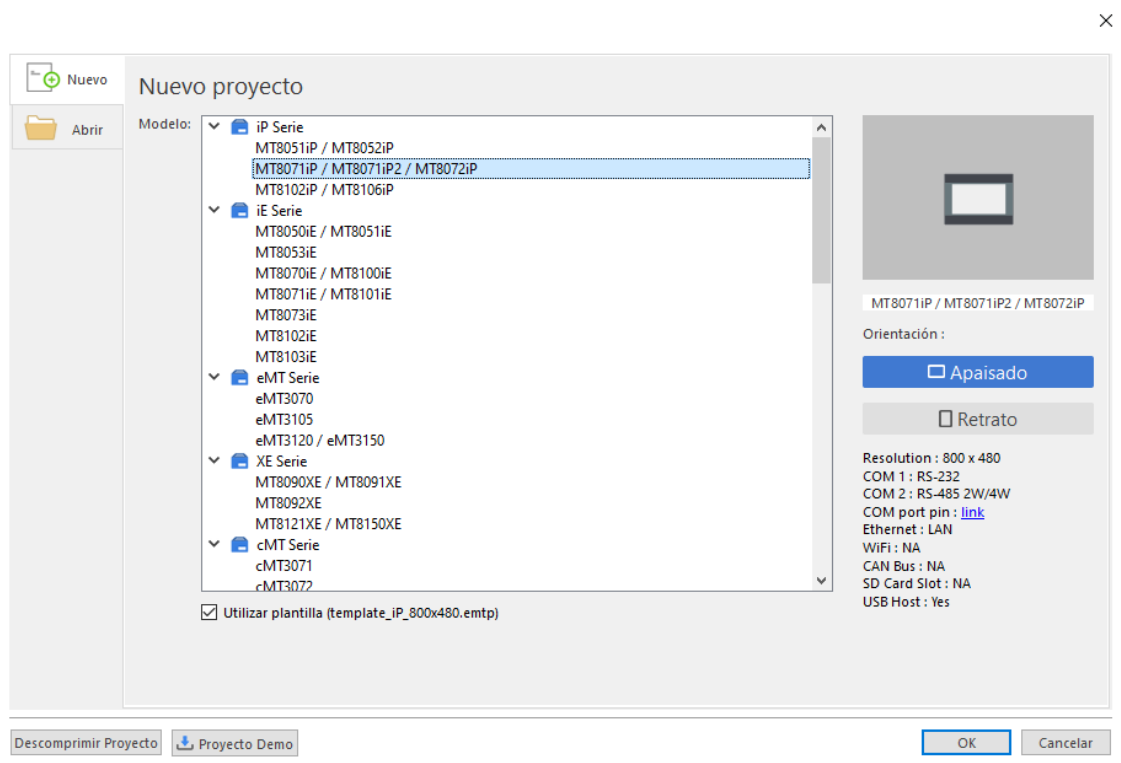 Nuevo
Abrir
Nuevo proyecto
Modelo:
iP Serie
MT8051iP / MT8052iP
MT8071iP / MT8071iP2 / MT8072iP
MT8102iP / MT8106iP
iE Serie
MT8050iE / MT8051iE
MT8053iE
MT8070iE / MT8100iE
MT8071iE / MT8101iE
MT8073iE
MT8102iE
MT8103iE
eMT Serie
eMT3070
eMT3105
eMT3120 / eMT3150
XE Serie
MT8090XE / MT8091XE
MT8092XE
MT8121XE / MT8150XE
cMT Serie
cMT3071
cMT3072
Utilizar plantilla (template_iP_800x480.emtp)
MT8071iP / MT8071iP2 / MT8072iP
Orientación :
Apaisado
Retrato
Resolution : 800 x 480
COM 1 : RS-232
COM 2 : RS-485 2W/4W
COM port pin : link
Ethernet : LAN
WiFi : NA
CAN Bus : NA
SD Card Slot : NA
USB Host : Yes
Descomprimir Proyecto
Proyecto Demo
OK
Cancelar